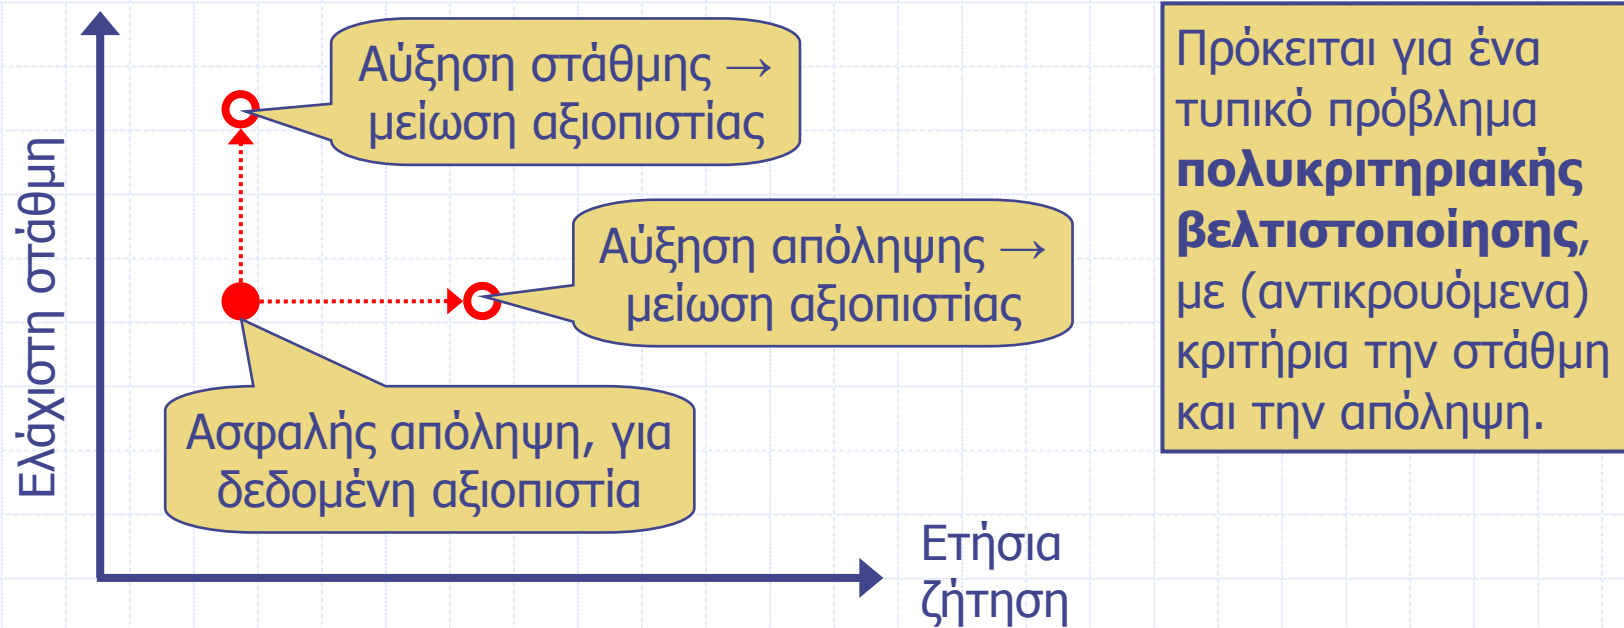 Αύξηση στάθμης →
μείωση αξιοπιστίας
Αύξηση απόληψης →
μείωση αξιοπιστίας
Ασφαλής απόληψη, για
δεδομένη αξιοπιστία
Ελάχιστη στάθμη
Ετήσια
ζήτηση
Πρόκειται για ένα
τυπικό πρόβλημα
πολυκριτηριακής
βελτιστοποίησης,
με (αντικρουόμενα)
κριτήρια την στάθμη
και την απόληψη.